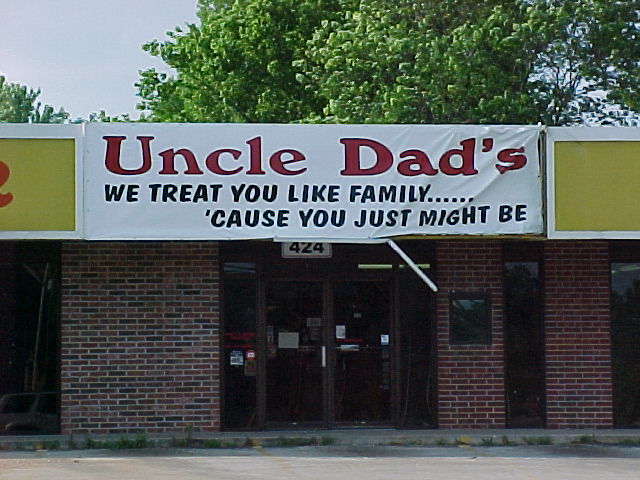 Uncle Dad's
WE TREAT YOU LIKE FAMILY......
'CAUSE YOU JUST MIGHT BE
424